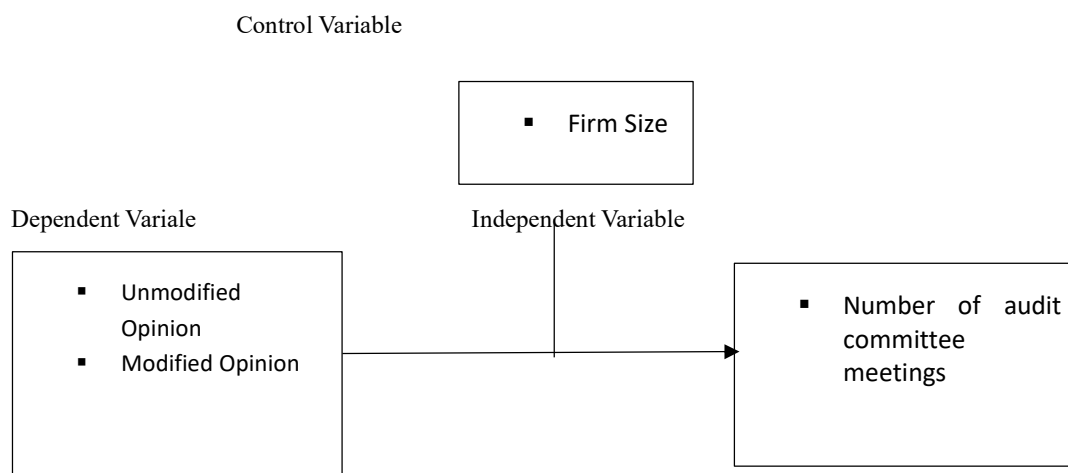 Control Variable
▪ Firm Size
Dependent Variale
Independent Variable
▪ Unmodified
Opinion
▪ Modified Opinion
▪ Number of audit
committee
meetings